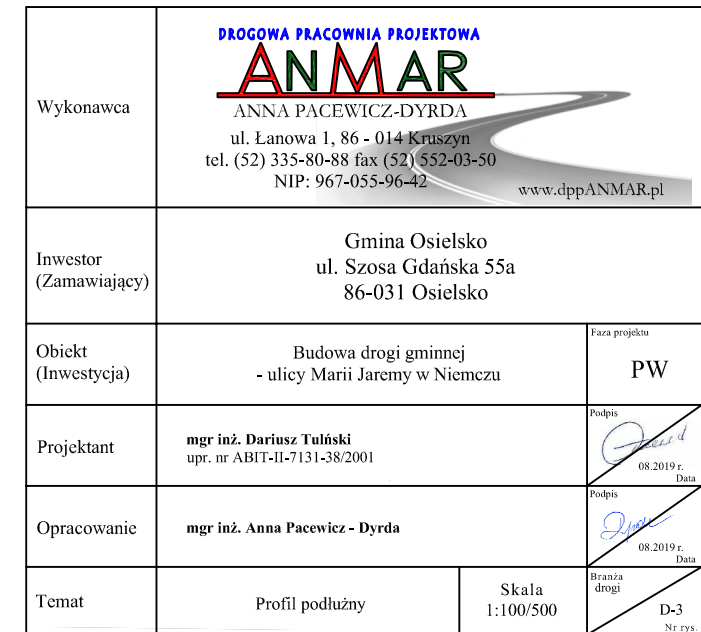 Wykonawca
DROGOWA PRACOWNIA PROJEKTOWA
ANMAR
ANNA PACEWICZ-DYRDA
ul. Łanowa 1, 86 - 014 Kruszyn
tel. (52) 335-80-88 fax (52) 552-03-50
NIP: 967-055-96-42
www.dppANMAR.pl
Inwestor
(Zamawiający)
Gmina Osielsko
ul. Szosa Gdańska 55a
86-031 Osielsko
Obiekt
(Inwestycja)
Budowa drogi gminnej
- ulicy Marii Jaremy w Niemczu
Faza projektu
PW
Projektant
mgr inż. Dariusz Tulński
upr. nr ABIT-II-7131-38/2001
Podpis
08.2019 r.
Data
Opracowanie
mgr inż. Anna Pacewicz - Dyrda
Podpis
08.2019 r.
Data
Temat
Profil podłużny
Skala
1:100/500
Branża
drogi
D-3
Nr rys.